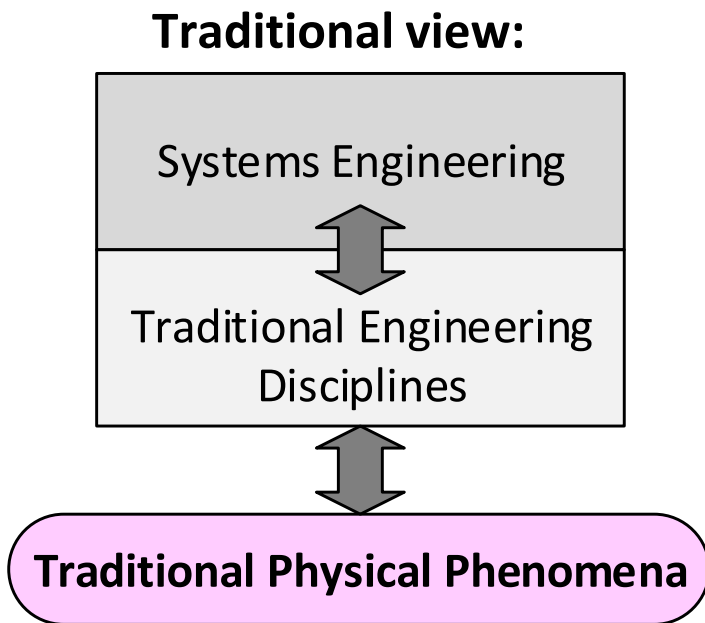 Traditional view:
Systems Engineering
Traditional Engineering
Disciplines
Traditional Physical Phenomena